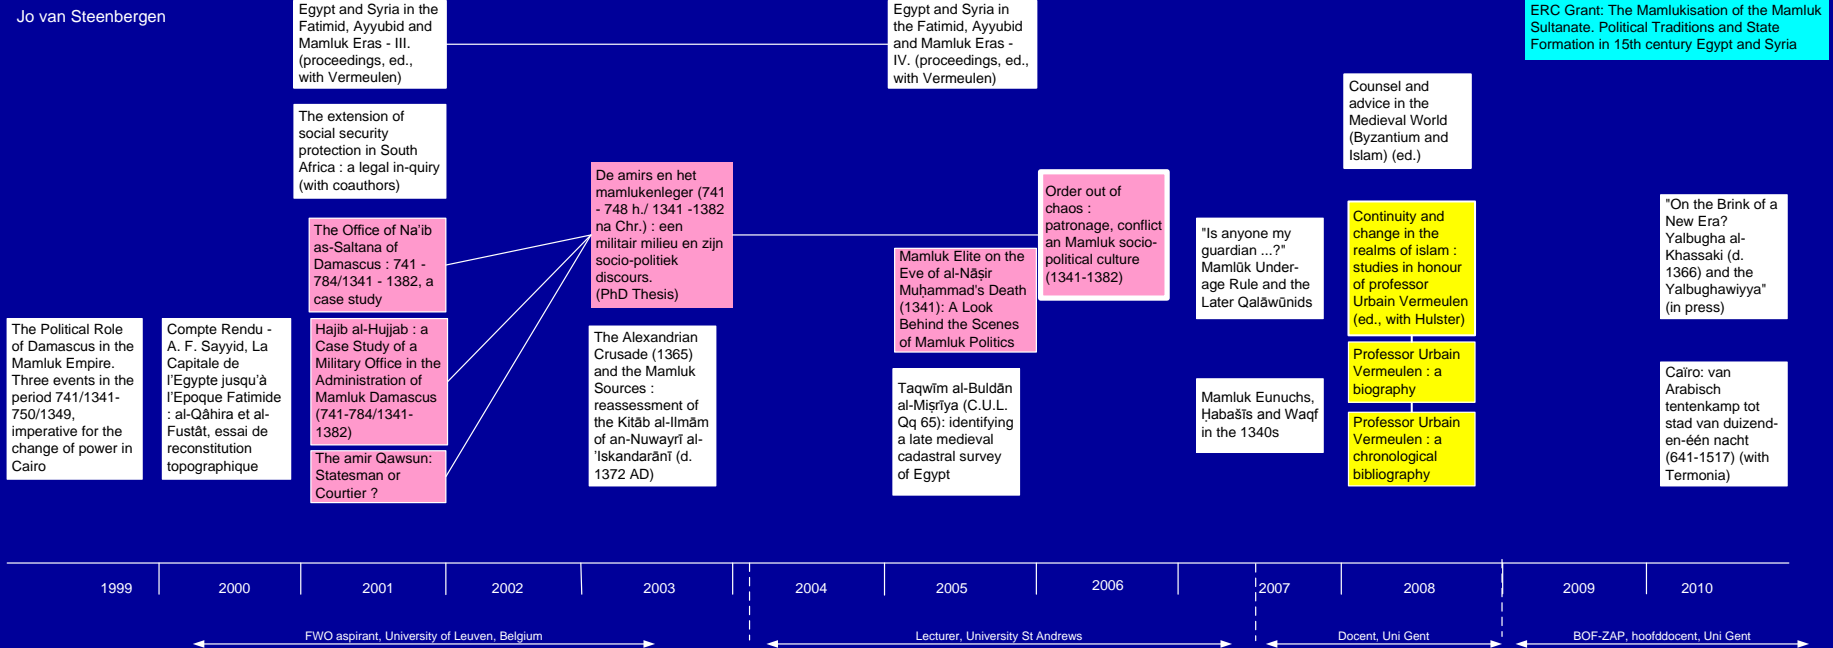 Jo van Steenbergen
Egypt and Syria in the
Fatimid, Ayyubid and
Mamluk Eras - III.
(proceedings, ed.,
with Vermeulen)
Egypt and Syria in
the Fatimid, Ayyubid
and Mamluk Eras -
IV. (proceedings, ed.,
with Vermeulen)
ERC Grant: The Mamlukisation of the Mamluk
Sultanate. Political Traditions and State
Formation in 15th century Egypt and Syria
The extension of
social security
protection in South
Africa : a legal in-quiry
(with coauthors)
Counsel and
advice in the
Medieval World
(Byzantium and
Islam) (ed.)
The Office of Na'ib
as-Saltana of
Damascus : 741 -
784/1341 - 1382, a
case study
De amirs en het
mamlukenleger (741
- 748 h./ 1341 -1382
na Chr.) : een
militair milieu en zijn
socio-politiek
discours.
(PhD Thesis)
Order out of
chaos :
patronage, conflict
an Mamluk socio-
political culture
(1341-1382)
Mamluk Elite on the
Eve of al-Nāṣir
Muḥammad's Death
(1341): A Look
Behind the Scenes
of Mamluk Politics
"Is anyone my
guardian ...?"
Mamlūk Under-
age Rule and the
Later Qalāwūnids
Continuity and
change in the
realms of islam :
studies in honour
of professor
Urbain Vermeulen
(ed., with Hulster)
"On the Brink of a
New Era?
Yalbugha al-
Khassaki (d.
1366) and the
Yalbughawiyya"
(in press)
The Political Role
of Damascus in the
Mamluk Empire.
Three events in the
period 741/1341-
750/1349,
imperative for the
change of power in
Cairo
Compte Rendu -
A. F. Sayyid, La
Capitale de
l'Egypte jusqu'à
l'Epoque Fatimide
: al-Qâhira et al-
Fustât, essai de
reconstitution
topographique
Hajib al-Hujjab : a
Case Study of a
Military Office in the
Administration of
Mamluk Damascus
(741-784/1341-
1382)
The amir Qawsun:
Statesman or
Courtier ?
The Alexandrian
Crusade (1365)
and the Mamluk
Sources :
reassessment of
the Kitāb al-Ilmām
of an-Nuwayrī al-
'Iskandarānī (d.
1372 AD)
Taqwīm al-Buldān
al-Miṣrīya (C.U.L.
Qq 65): identifying
a late medieval
cadastral survey
of Egypt
Mamluk Eunuchs,
Ḥabašīs and Waqf
in the 1340s
Professor Urbain
Vermeulen : a
biography
Professor Urbain
Vermeulen : a
chronological
bibliography
Caïro: van
Arabisch
tentenkamp tot
stad van duizend-
en-één nacht
(641-1517) (with
Termonia)
1999
2000
2001
2002
2003
2004
2005
2006
2007
2008
2009
2010
FWO aspirant, University of Leuven, Belgium
Lecturer, University St Andrews
Docent, Uni Gent
BOF-ZAP, hoofddocent, Uni Gent